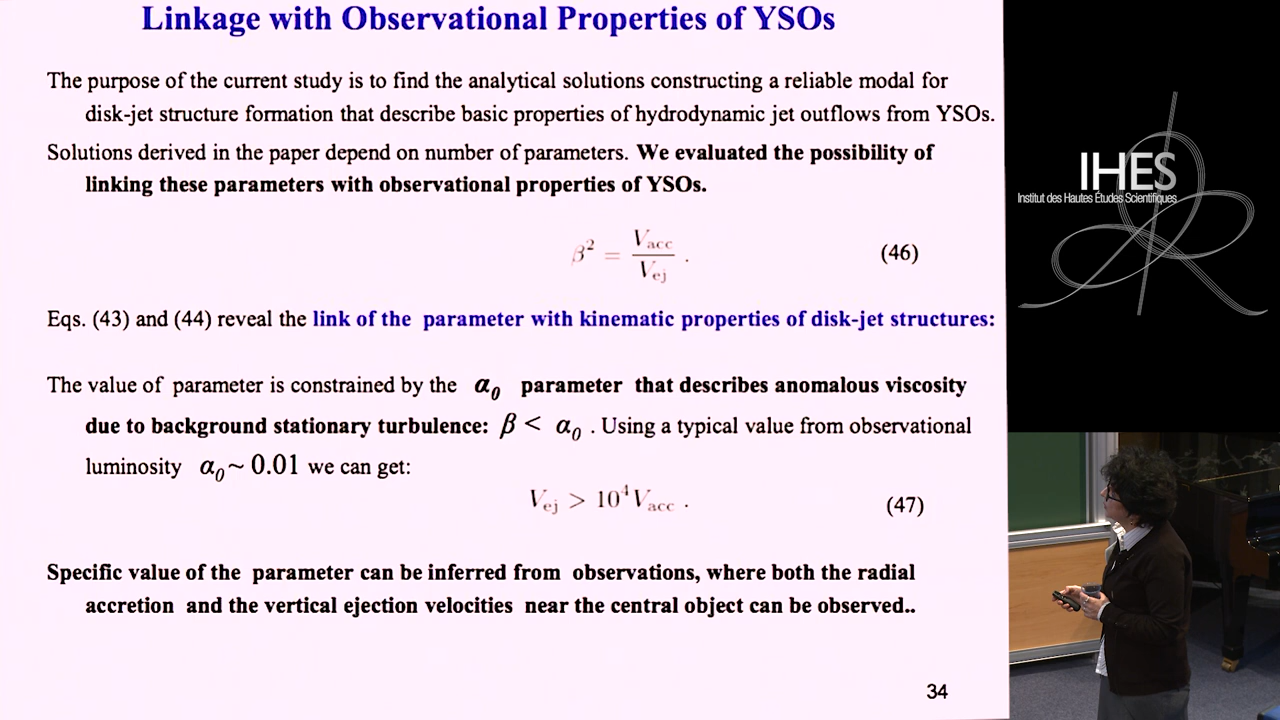 Linkage with Observational Properties of YSOs
The purpose of the current study is to find the analytical solutions constructing a reliable modal for
disk-jet structure formation that describe basic properties of hydrodynamic jet outflows from YSOs.
Solutions derived in the paper depend on number of parameters. We evaluated the possibility of
linking these parameters with observational properties of YSOs.
β² = V_acc / V_ej . (46)
Eqs. (43) and (44) reveal the link of the parameter with kinematic properties of disk-jet structures:
The value of parameter is constrained by the α₀ parameter that describes anomalous viscosity
due to background stationary turbulence: β < α₀ . Using a typical value from observational
luminosity α₀ ~ 0.01 we can get:
V_ej > 10⁴ V_acc . (47)
Specific value of the parameter can be inferred from observations, where both the radial
accretion and the vertical ejection velocities near the central object can be observed..
34
IHES
Institut des Hautes Études Scientifiques